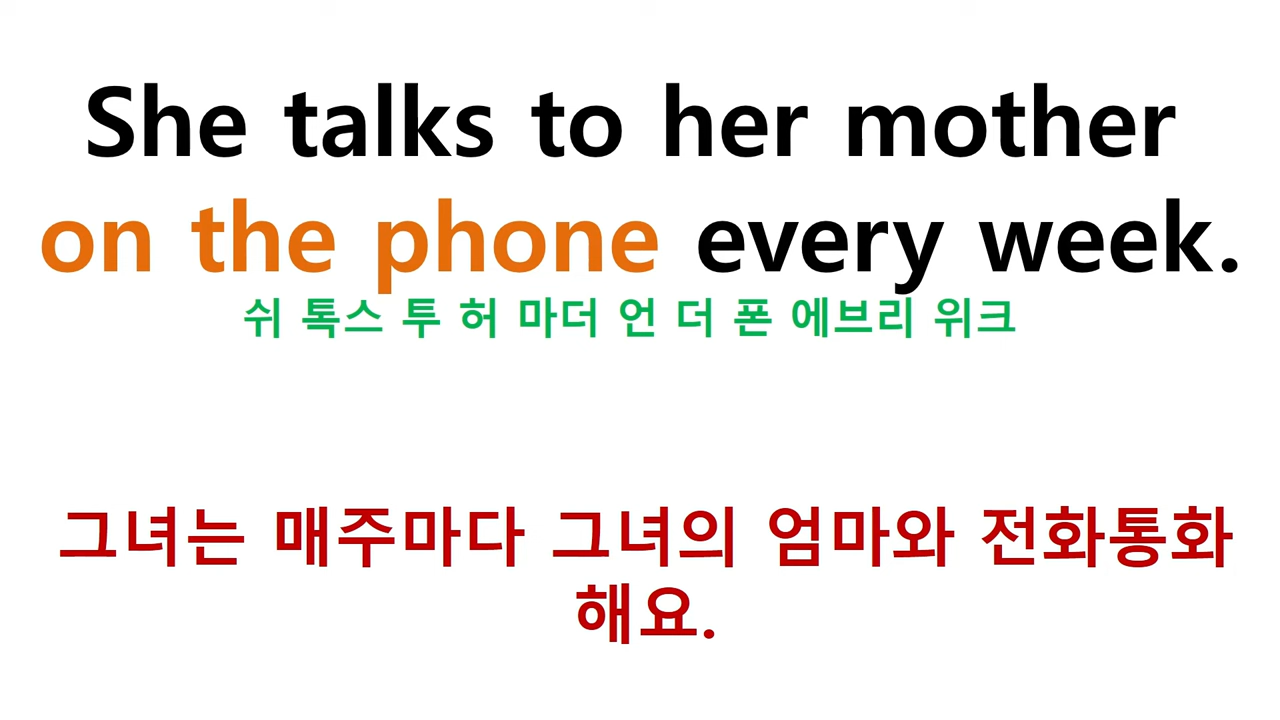 She talks to her mother
on the phone every week.
쉬 톡스 투 허 마더 언 더 폰 에브리 위크
그녀는 매주마다 그녀의 엄마와 전화통화
해요.